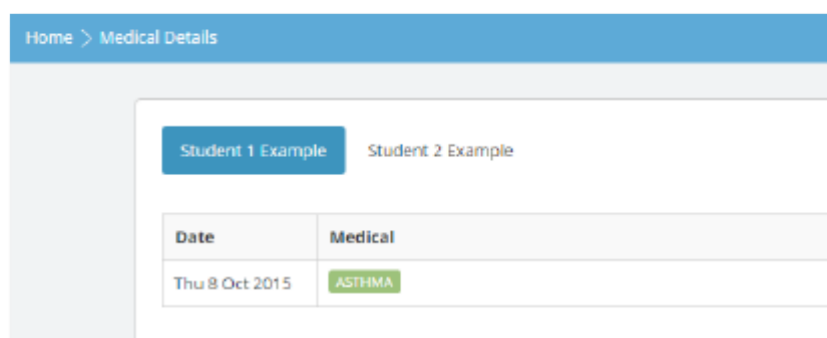 Home > Medical Details
Student 1 Example Student 2 Example
Date Medical
Thu 8 Oct 2015 ASTHMA